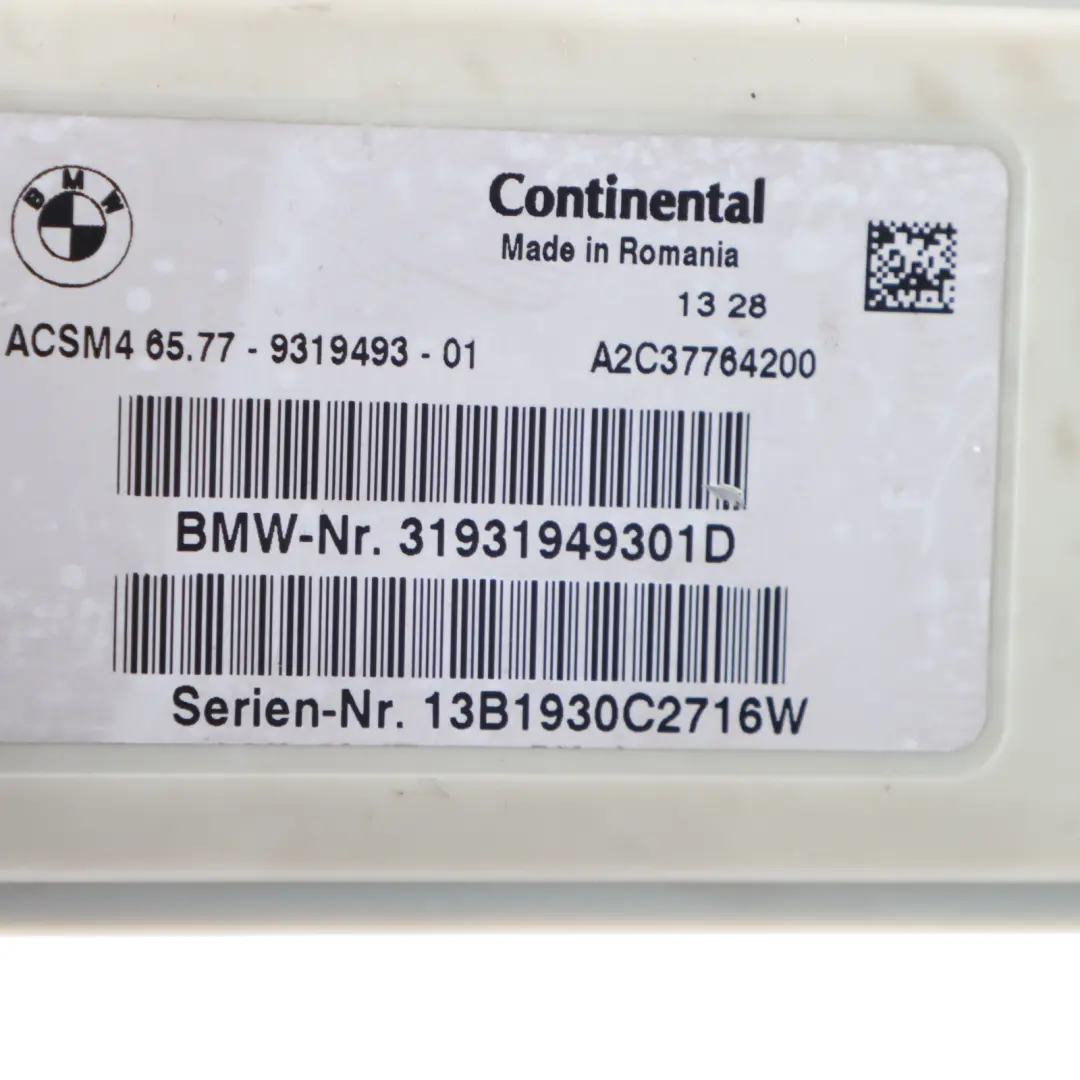 BMW
Continental
Made in Romania
13 28
ACSM4 65.77 - 9319493 - 01 A2C37764200
BMW-Nr. 31931949301D
Serien-Nr. 13B1930C2716W